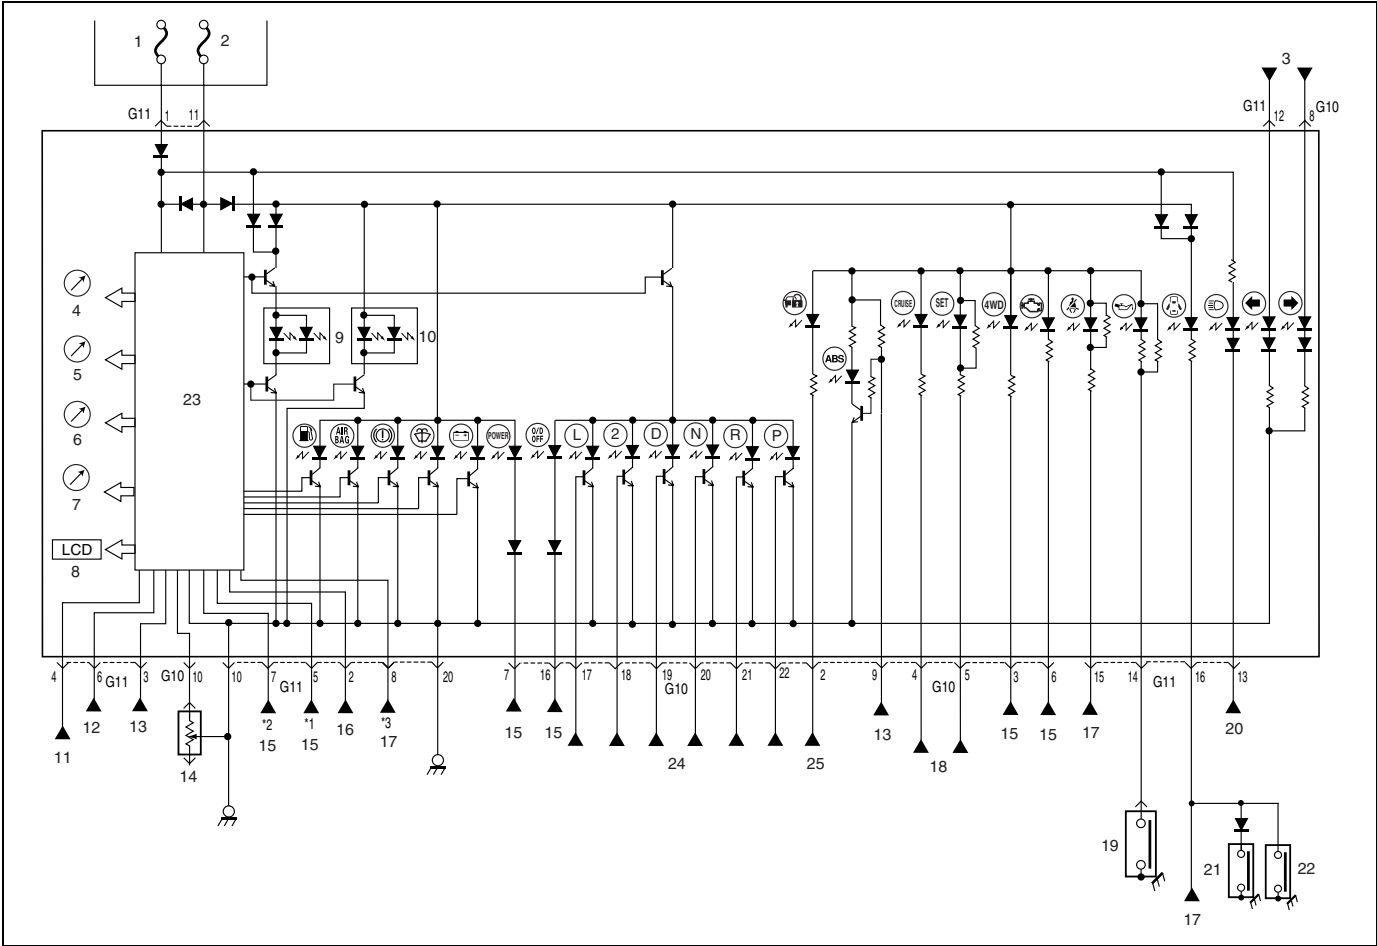 1 2 3
G11 1 11 G11 12 8 G10
4
5
6
7
LCD
8
23
9 10
CRUISE SET 4WD
ABS
AIR BAG
POWER
O/D OFF
L 2 D N R P
4 6 G11 3 G10 10 10 7 G11 5 2 8 20 7 16 17 18 19 G10 20 21 22 2 9 4 G10 5 3 6 15 14 G11 16 13
11 12 13 14
*2 15
*1 15
16
*3 17
15 15 24 25 13 18 15 15 17 20
19 21 22
17